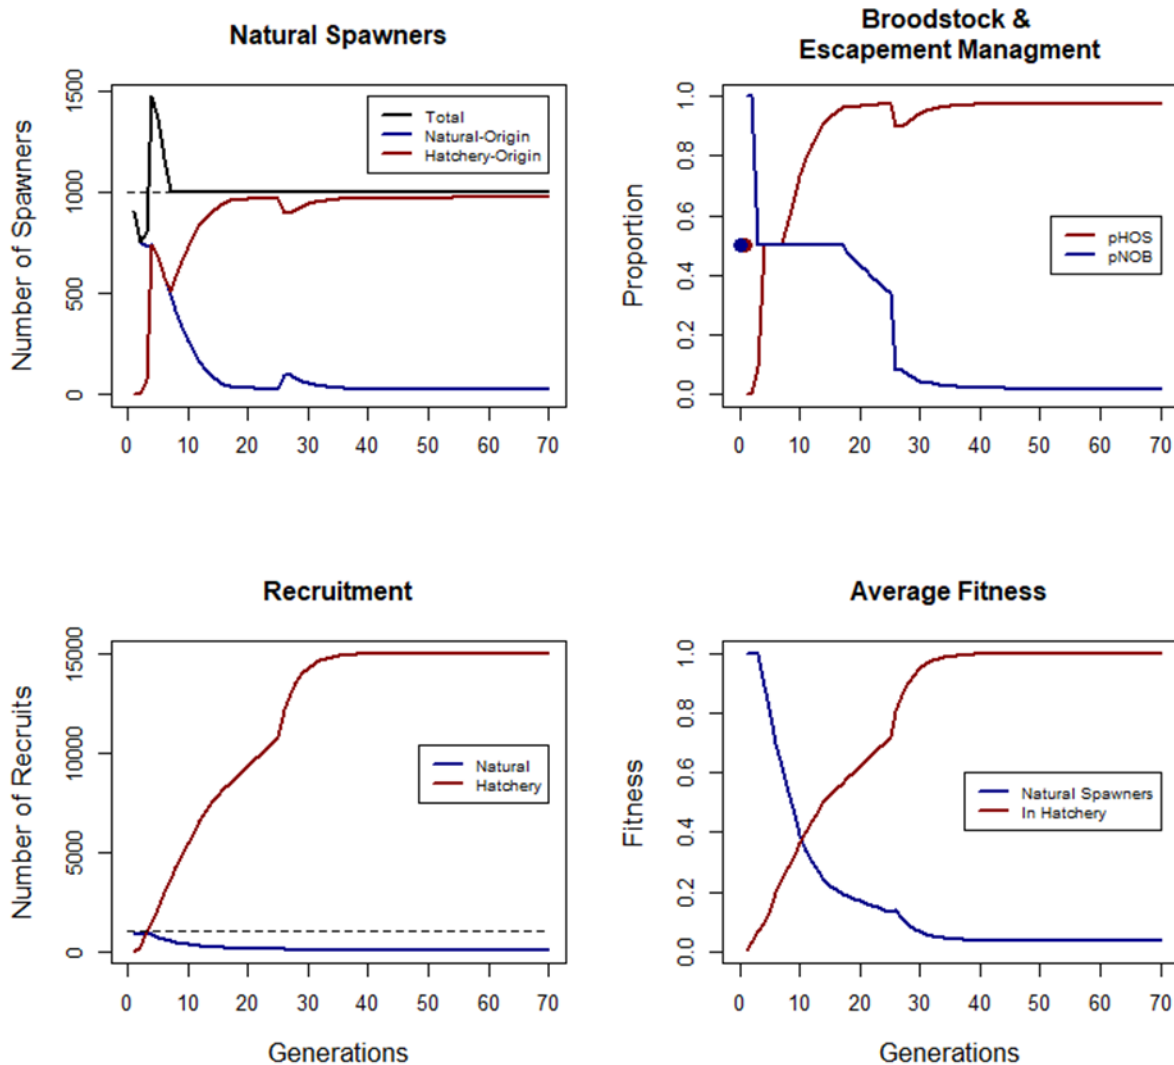 Natural Spawners
Number of Spawners
0
500
1000
1500
Total
Natural-Origin
Hatchery-Origin
0 10 20 30 40 50 60 70
Broodstock &
Escapement Managment
Proportion
0.0
0.2
0.4
0.6
0.8
1.0
pHOS
pNOB
0 10 20 30 40 50 60 70
Recruitment
Number of Recruits
0
5000
10000
15000
Natural
Hatchery
0 10 20 30 40 50 60 70
Generations
Average Fitness
Fitness
0.0
0.2
0.4
0.6
0.8
1.0
Natural Spawners
In Hatchery
0 10 20 30 40 50 60 70
Generations